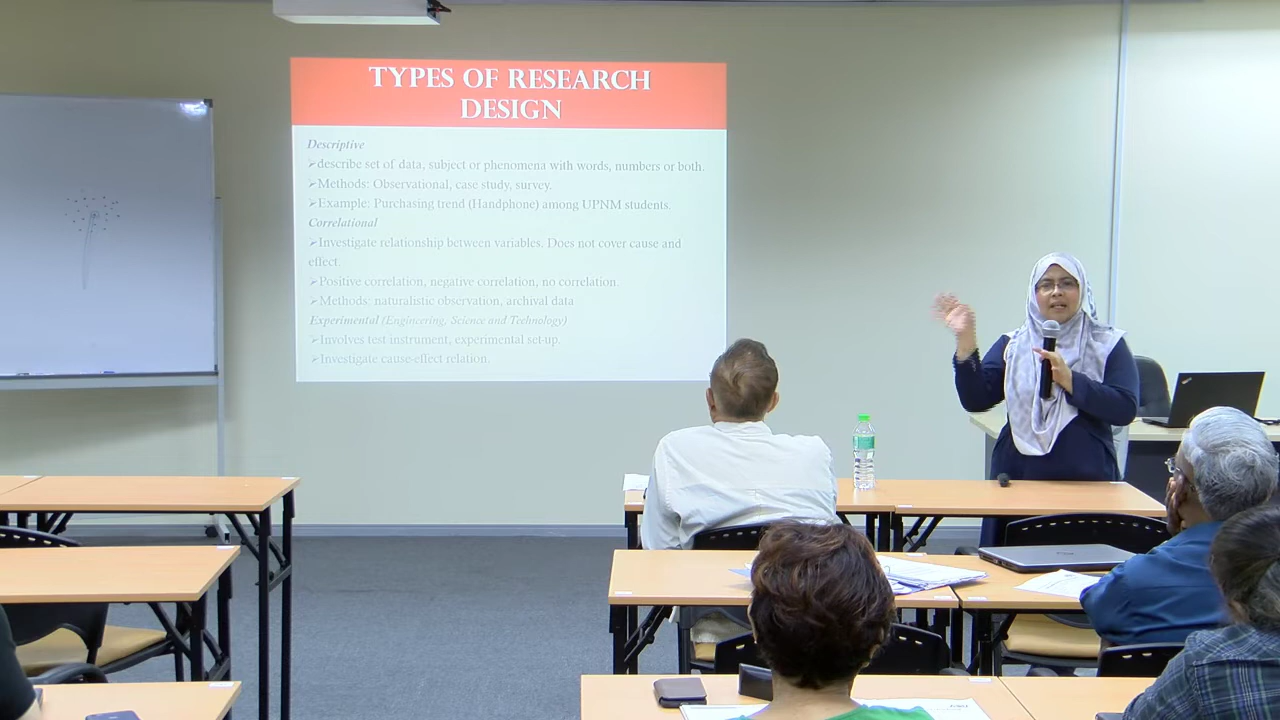 TYPES OF RESEARCH
DESIGN
Descriptive
➢describe set of data, subject or phenomena with words, numbers or both.
➢Methods: Observational, case study, survey.
➢Example: Purchasing trend (Handphone) among UPNM students.
Correlational
➢Investigate relationship between variables. Does not cover cause and
effect.
➢Positive correlation, negative correlation, no correlation
➢Methods: naturalistic observation, archival data
Experimental (Engineering, Science and Technology)
➢Involves test instrument, experimental set-up.
➢Investigate cause-effect relation.